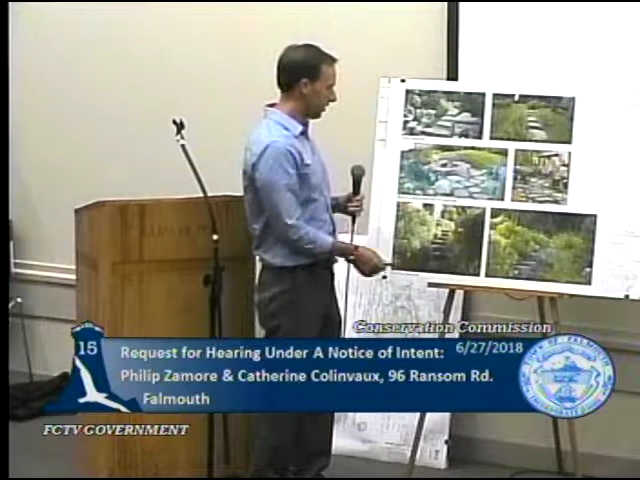 Conservation Commission
15
Request for Hearing Under A Notice of Intent:
6/27/2018
Philip Zamore & Catherine Colinvaux, 96 Ransom Rd.
Falmouth
FCTV GOVERNMENT